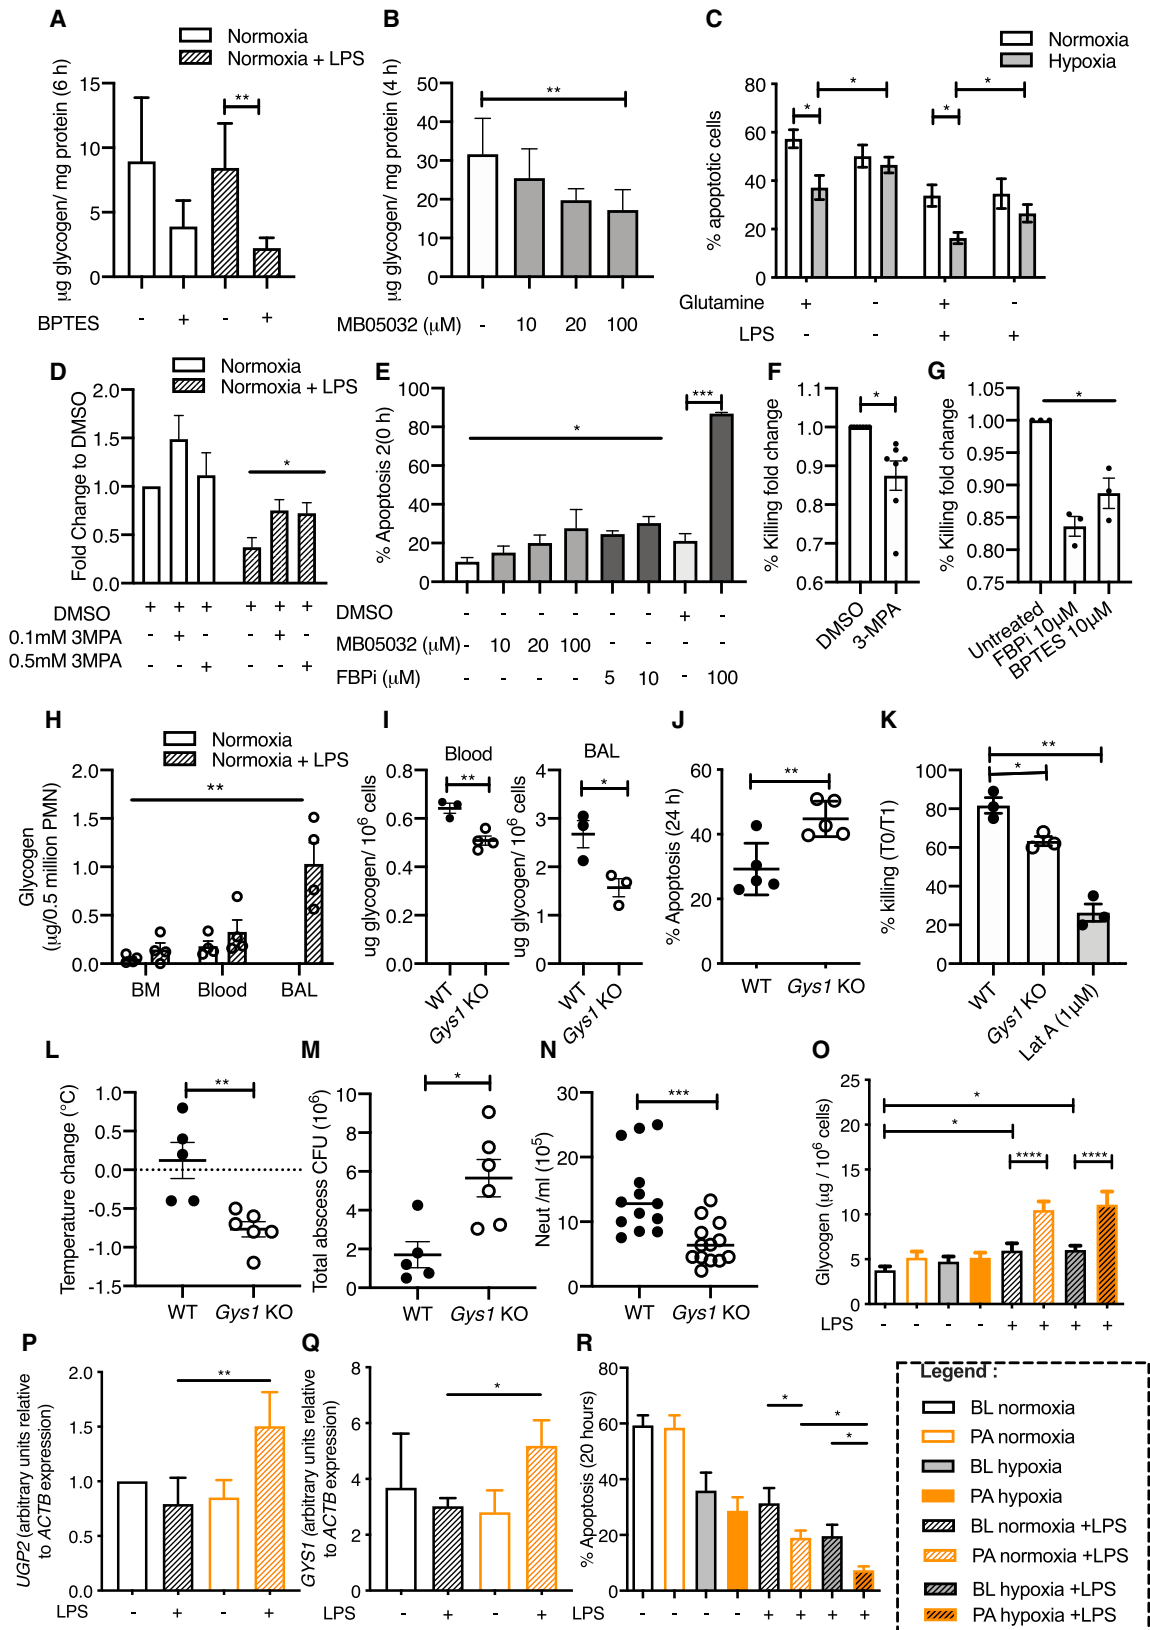 A
Normoxia
Normoxia + LPS
µg glycogen/ mg protein (6 h)
15
10
5
0
**
BPTES
- + - +
B
µg glycogen/ mg protein (4 h)
50
40
30
20
10
0
**
MB05032 (µM)
- 10 20 100
C
Normoxia
Hypoxia
% apoptotic cells
80
60
40
20
0
* * * *
Glutamine + - + -
LPS - - + +
D
Normoxia
Normoxia + LPS
Fold Change to DMSO
2.0
1.5
1.0
0.5
0.0
*
DMSO + + + + + +
0.1mM 3MPA - + - - + -
0.5mM 3MPA - - + - - +
E
% Apoptosis 2(0 h)
100
80
60
40
20
0
* ***
DMSO - - - - - - + -
MB05032 (µM) - 10 20 100 - - - -
FBPi (µM) - - - - 5 10 - 100
F
% Killing fold change
1.1
1.0
0.9
0.8
0.7
0.6
*
DMSO
3-MPA
G
% Killing fold change
1.05
1.00
0.95
0.90
0.85
0.80
0.75
*
Untreated
FBPi 10µM
BPTES 10µM
H
Normoxia
Normoxia + LPS
Glycogen
(µg/0.5 million PMN)
2.0
1.5
1.0
0.5
0.0
**
BM Blood BAL
I
Blood
ug glycogen/ 10⁶ cells
0.8
0.6
0.4
0.2
0.0
**
WT
Gys1 KO
BAL
ug glycogen/ 10⁶ cells
4
3
2
1
0
*
WT
Gys1 KO
J
% Apoptosis (24 h)
60
40
20
0
**
WT Gys1 KO
K
% killing (T0/T1)
100
80
60
40
20
0
**
*
WT
Gys1 KO
Lat A (1µM)
L
Temperature change (°C)
1.0
0.5
0.0
-0.5
-1.0
-1.5
**
WT Gys1 KO
M
Total abscess CFU (10⁶)
10
8
6
4
2
0
*
WT Gys1 KO
N
Neut /ml (10⁵)
30
20
10
0
***
WT Gys1 KO
O
Glycogen (µg / 10⁶ cells)
25
20
15
10
5
0
*
*
**** ****
LPS - - - - + + + +
P
UGP2 (arbitrary units relative
to ACTB expression)
2.0
1.5
1.0
0.5
0.0
**
LPS - + - +
Q
GYS1 (arbitrary units relative
to ACTB expression)
8
6
4
2
0
*
LPS - + - +
R
% Apoptosis (20 hours)
80
60
40
20
0
*
*
*
LPS - - - - + + + +
Legend :
BL normoxia
PA normoxia
BL hypoxia
PA hypoxia
BL normoxia +LPS
PA normoxia +LPS
BL hypoxia +LPS
PA hypoxia +LPS